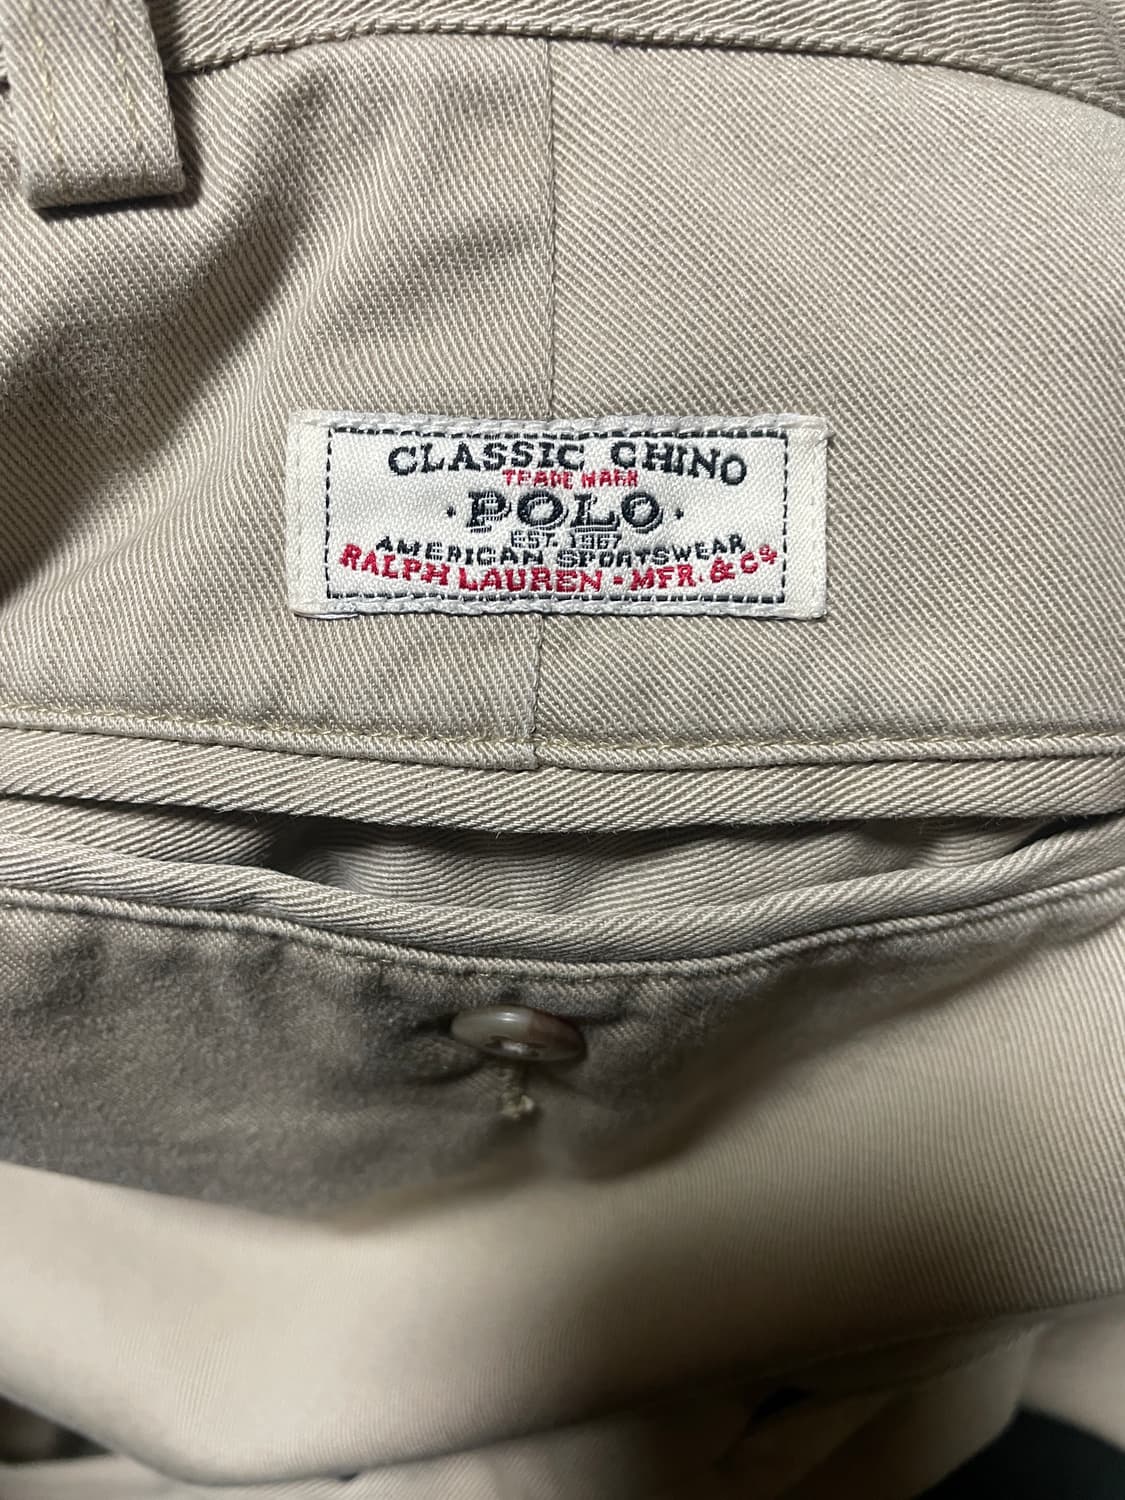 CLASSIC CHINO
TRADE MARK
· POLO ·
EST. 1967
AMERICAN SPORTSWEAR
RALPH LAUREN · MFR. & Co